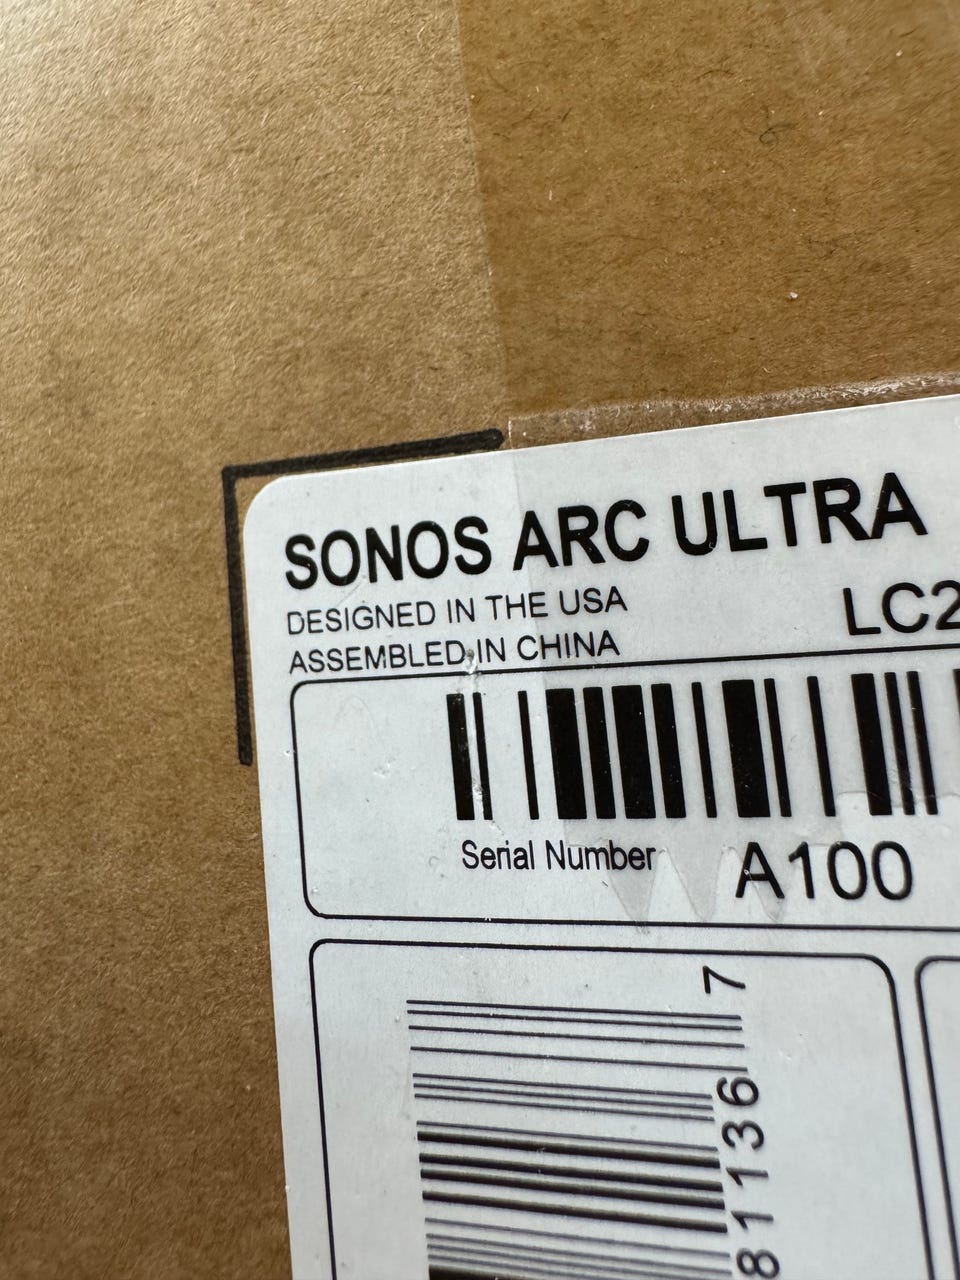 SONOS ARC ULTRA
DESIGNED IN THE USA
ASSEMBLED IN CHINA
LC2
Serial Number A100
81136 7